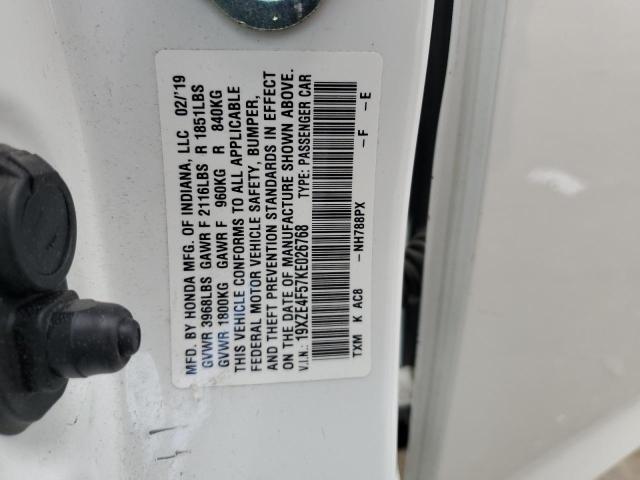 MFD. BY HONDA MFG. OF INDIANA, LLC 02/'19
GVWR 3968LBS GAWR F 2116LBS R 1851LBS
GVWR 1800KG GAWR F 960KG R 840KG
THIS VEHICLE CONFORMS TO ALL APPLICABLE
FEDERAL MOTOR VEHICLE SAFETY, BUMPER,
AND THEFT PREVENTION STANDARDS IN EFFECT
ON THE DATE OF MANUFACTURE SHOWN ABOVE.
V.I.N.: 19XZE4F57KE026768 TYPE: PASSENGER CAR
TXM K AC8 - NH788PX - F - E